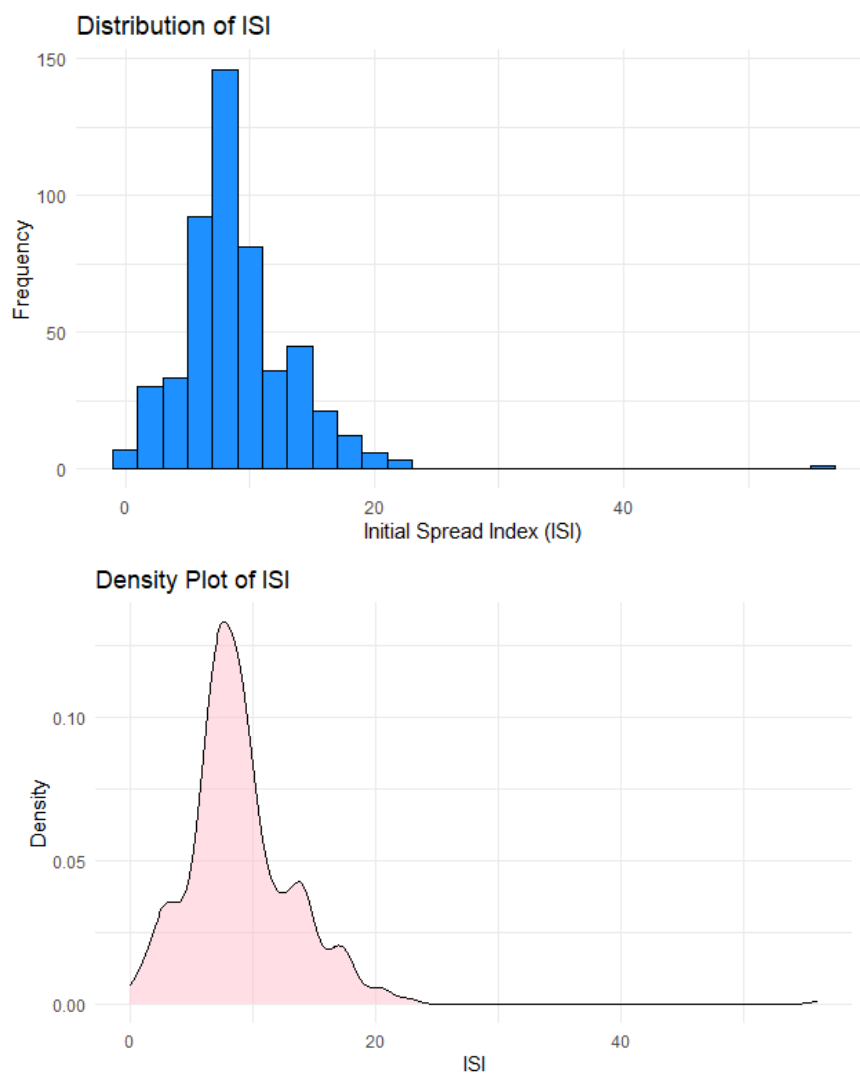 Distribution of ISI
150
100
50
0
Frequency
0 20 40
Initial Spread Index (ISI)
Density Plot of ISI
0.10
0.05
0.00
Density
0 20 40
ISI